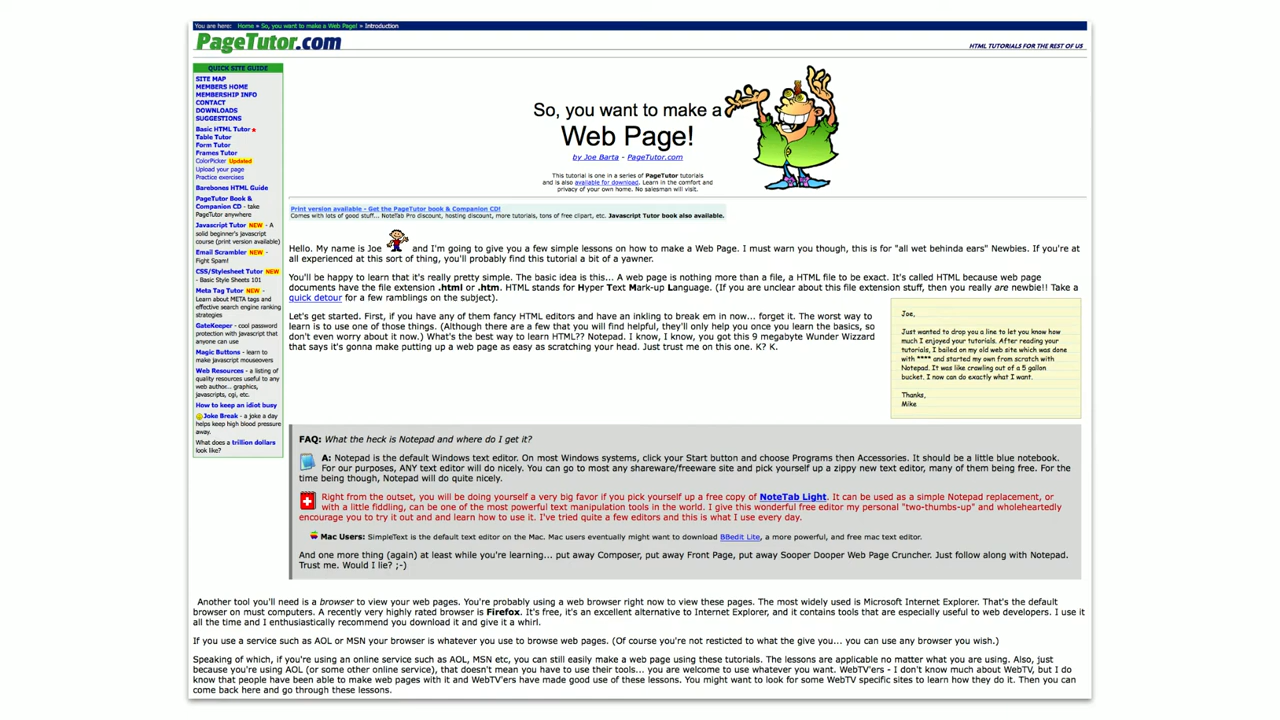 You are here: Home » So, you want to make a Web Page! » Introduction
PageTutor.com
HTML TUTORIALS FOR THE REST OF US
QUICK SITE GUIDE
SITE MAP
MEMBERS HOME
MEMBERSHIP INFO
CONTACT
DOWNLOADS
SUGGESTIONS
Basic HTML Tutor
Table Tutor
Form Tutor
Frames Tutor
ColorPicker Updated
Upload your page
Practice exercises
Barebones HTML Guide
PageTutor Book &
Companion CD - take
PageTutor anywhere
Javascript Tutor NEW - A
solid beginner's javascript
course (print version available)
Email Scrambler NEW -
Fight Spam!
CSS/Stylesheet Tutor NEW
- Basic Style Sheets 101
Meta Tag Tutor NEW -
Learn about META tags and
effective search engine ranking
strategies
GateKeeper - cool password
protection with javascript that
anyone can use
Magic Buttons - learn to
make javascript mouseovers
Web Resources - a listing of
quality resources useful to any
web author... graphics,
javascripts, cgi, etc.
How to keep an idiot busy
Joke Break - a joke a day
helps keep high blood pressure
away.
What does a trillion dollars
look like?
So, you want to make a
Web Page!
by Joe Barta - PageTutor.com
This tutorial is one in a series of PageTutor tutorials
and is also available for download. Learn in the comfort and
privacy of your own home. No salesman will visit.
Print version available - Get the PageTutor book & Companion CD!
Comes with lots of good stuff... NoteTab Pro discount, hosting discount, more tutorials, tons of free clipart, etc. Javascript Tutor book also available.
Hello. My name is Joe and I'm going to give you a few simple lessons on how to make a Web Page. I must warn you though, this is for "all wet behinda ears" Newbies. If you're at
all experienced at this sort of thing, you'll probably find this tutorial a bit of a yawner.
You'll be happy to learn that it's really pretty simple. The basic idea is this... A web page is nothing more than a file, a HTML file to be exact. It's called HTML because web page
documents have the file extension .html or .htm. HTML stands for Hyper Text Mark-up Language. (If you are unclear about this file extension stuff, then you really are newbie!! Take a
quick detour for a few ramblings on the subject).
Let's get started. First, if you have any of them fancy HTML editors and have an inkling to break em in now... forget it. The worst way to
learn is to use one of those things. (Although there are a few that you will find helpful, they'll only help you once you learn the basics, so
don't even worry about it now.) What's the best way to learn HTML?? Notepad. I know, I know, you got this 9 megabyte Wunder Wizzard
that says it's gonna make putting up a web page as easy as scratching your head. Just trust me on this one. K? K.
Joe,
Just wanted to drop you a line to let you know how
much I enjoyed your tutorials. After reading your
tutorials, I bailed on my old web site which was done
with **** and started my own from scratch with
Notepad. It was like crawling out of a 5 gallon
bucket, I now can do exactly what I want.
Thanks,
Mike
FAQ: What the heck is Notepad and where do I get it?
A: Notepad is the default Windows text editor. On most Windows systems, click your Start button and choose Programs then Accessories. It should be a little blue notebook.
For our purposes, ANY text editor will do nicely. You can go to most any shareware/freeware site and pick yourself up a zippy new text editor, many of them being free. For the
time being though, Notepad will do quite nicely.
Right from the outset, you will be doing yourself a very big favor if you pick yourself up a free copy of NoteTab Light. It can be used as a simple Notepad replacement, or
with a little fiddling, can be one of the most powerful text manipulation tools in the world. I give this wonderful free editor my personal "two-thumbs-up" and wholeheartedly
encourage you to try it out and and learn how to use it. I've tried quite a few editors and this is what I use every day.
Mac Users: SimpleText is the default text editor on the Mac. Mac users eventually might want to download BBedit Lite, a more powerful, and free mac text editor.
And one more thing (again) at least while you're learning... put away Composer, put away Front Page, put away Sooper Dooper Web Page Cruncher. Just follow along with Notepad.
Trust me. Would I lie? ;-)
Another tool you'll need is a browser to view your web pages. You're probably using a web browser right now to view these pages. The most widely used is Microsoft Internet Explorer. That's the default
browser on must computers. A recently very highly rated browser is Firefox. It's free, it's an excellent alternative to Internet Explorer, and it contains tools that are especially useful to web developers. I use it
all the time and I enthusiastically recommend you download it and give it a whirl.
If you use a service such as AOL or MSN your browser is whatever you use to browse web pages. (Of course you're not resticted to what the give you... you can use any browser you wish.)
Speaking of which, if you're using an online service such as AOL, MSN etc, you can still easily make a web page using these tutorials. The lessons are applicable no matter what you are using. Also, just
because you're using AOL (or some other online service), that doesn't mean you have to use their tools... you are welcome to use whatever you want. WebTV'ers - I don't know much about WebTV, but I do
know that people have been able to make web pages with it and WebTV'ers have made good use of these lessons. You might want to look for some WebTV specific sites to learn how they do it. Then you can
come back here and go through these lessons.